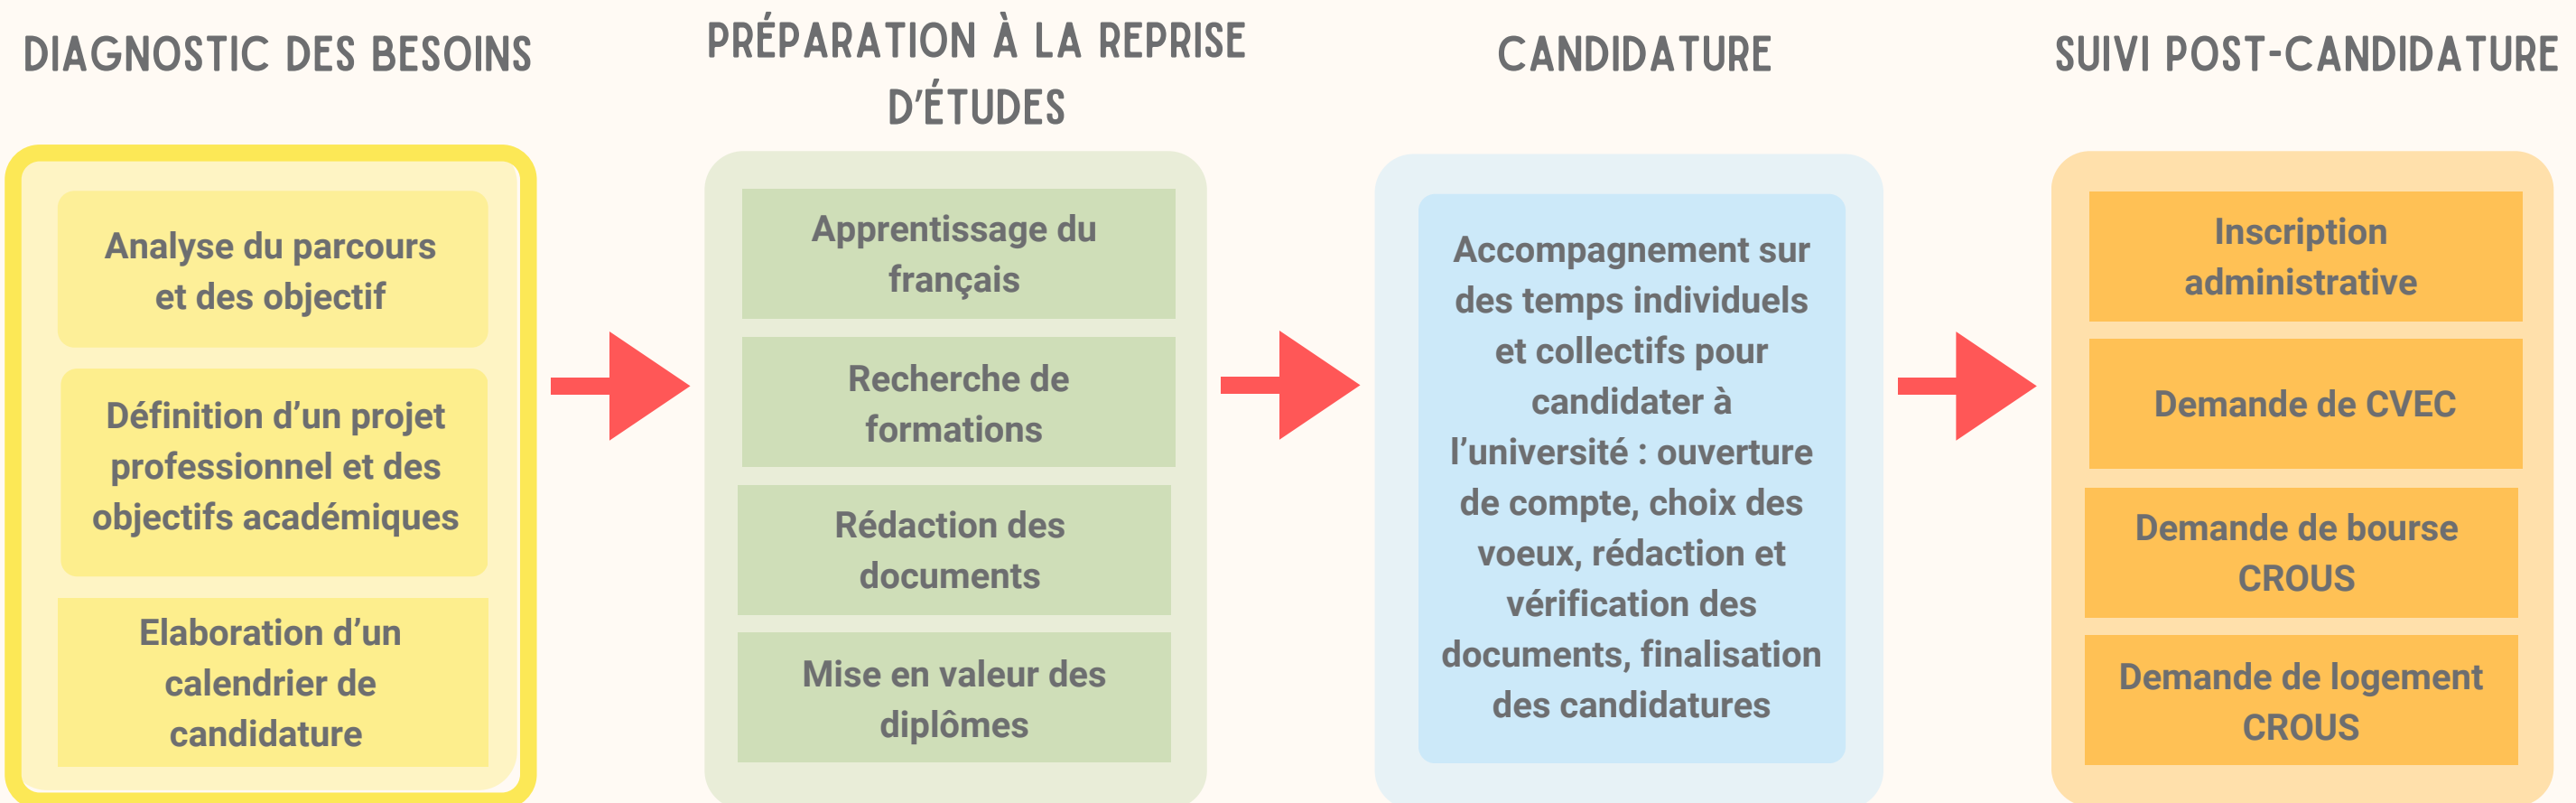 DIAGNOSTIC DES BESOINS
Analyse du parcours
et des objectif
Définition d’un projet
professionnel et des
objectifs académiques
Elaboration d’un
calendrier de
candidature
PRÉPARATION À LA REPRISE
D’ÉTUDES
Apprentissage du
français
Recherche de
formations
Rédaction des
documents
Mise en valeur des
diplômes
CANDIDATURE
Accompagnement sur
des temps individuels
et collectifs pour
candidater à
l’université : ouverture
de compte, choix des
voeux, rédaction et
vérification des
documents, finalisation
des candidatures
SUIVI POST-CANDIDATURE
Inscription
administrative
Demande de CVEC
Demande de bourse
CROUS
Demande de logement
CROUS